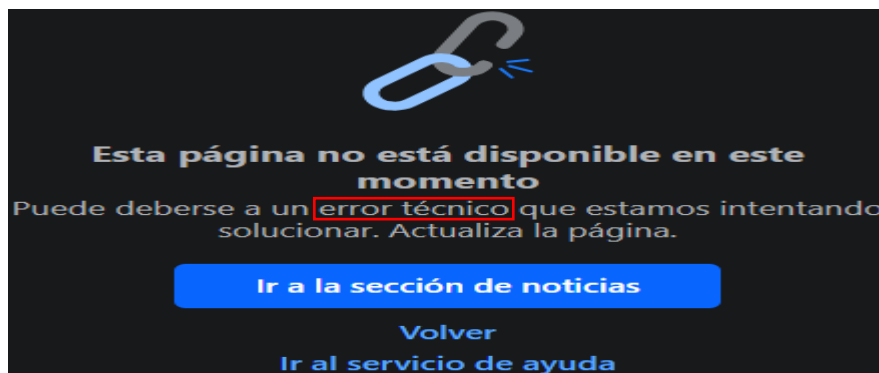 Esta página no está disponible en este
momento
Puede deberse a un error técnico que estamos intentando
solucionar. Actualiza la página.
Ir a la sección de noticias
Volver
Ir al servicio de ayuda